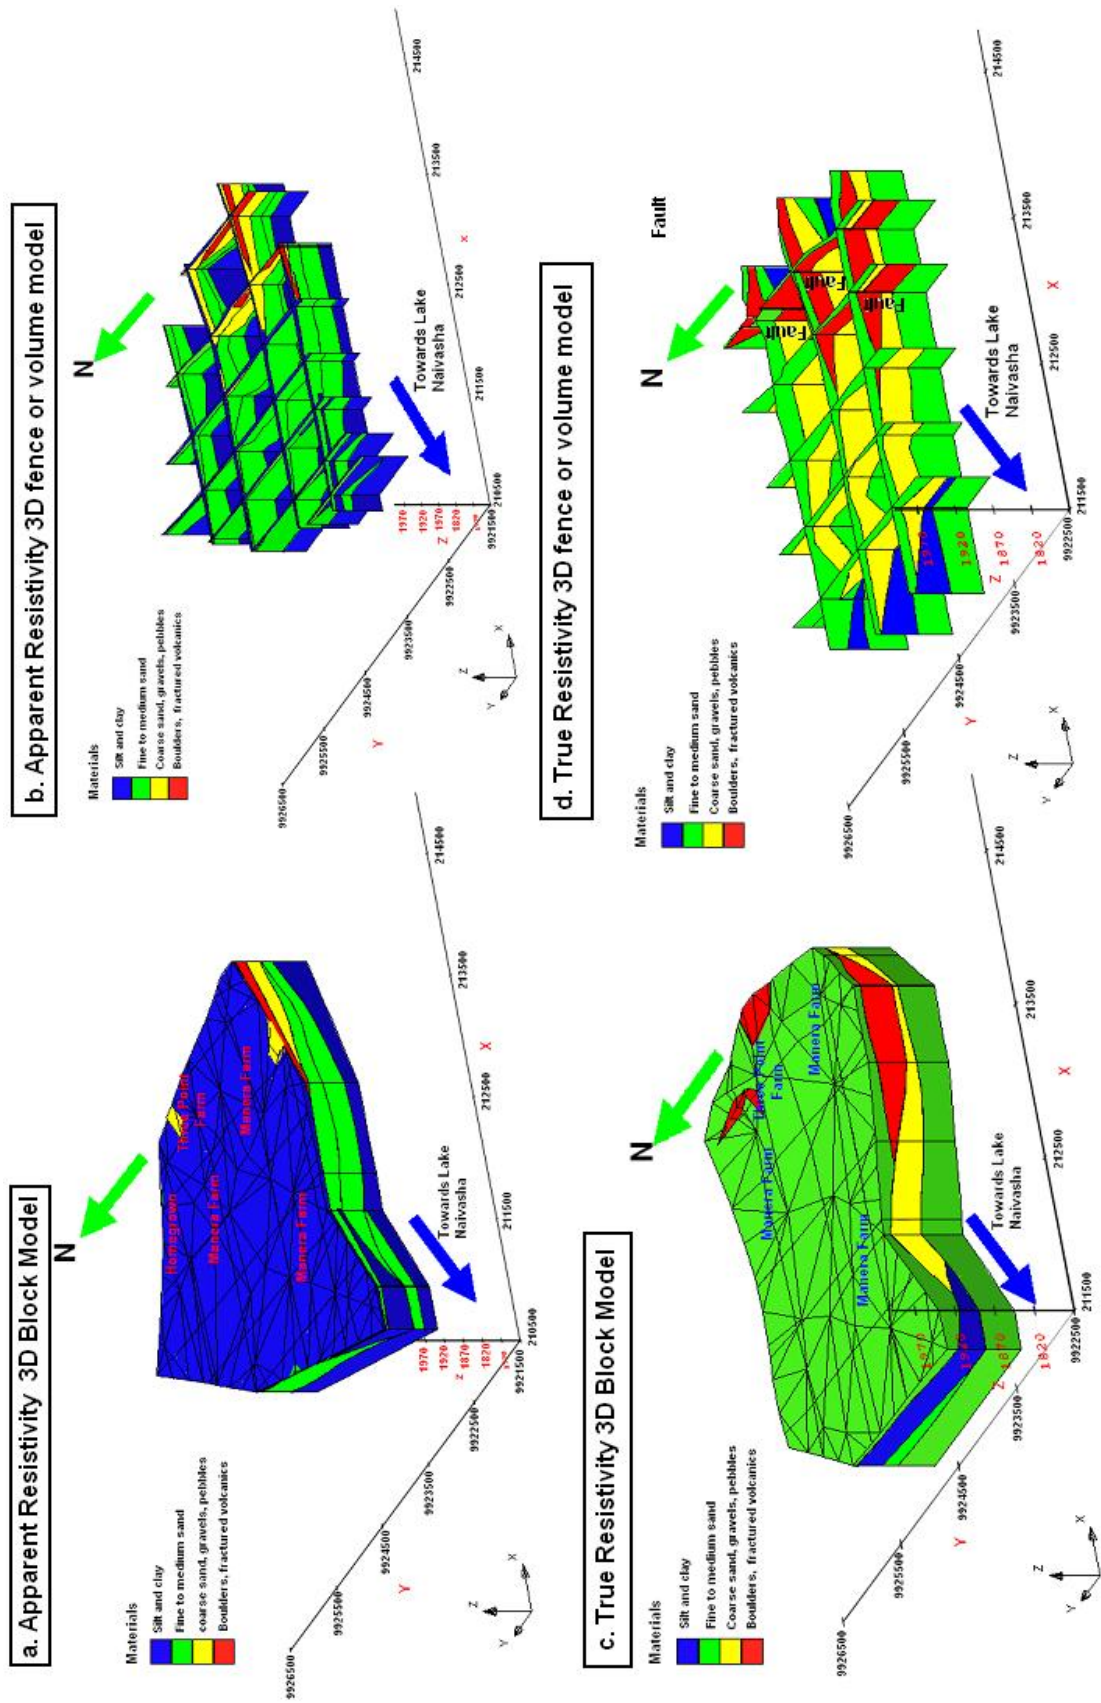 a. Apparent Resistivity 3D Block Model
N
Materials
Silt and clay
Fine to medium sand
coarse sand, gravels, pebbles
Boulders, fractured volcanics
Homegrown
Three Point
Farm
Manera Farm
Manera Farm
Manera Farm
Towards Lake
Naivasha
1970
1920
1870
Z
1820
9926500
9925500
9924500
9923500
9922500
9921500
210500
211500
212500
213500
214500
Y
X
Z
Y
X
b. Apparent Resistivity 3D fence or volume model
N
Materials
Silt and clay
Fine to medium sand
Coarse sand, gravels, pebbles
Boulders, fractured volcanics
Towards Lake
Naivasha
1970
1920
1970
Z
1820
9926500
9925500
9924500
9923500
9922500
9921500
210500
211500
212500
213500
214500
Y
x
Z
Y
X
c. True Resistivity 3D Block Model
N
Materials
Silt and clay
Fine to medium sand
Coarse sand, gravels, pebbles
Boulders, fractured volcanics
Three Point
Farm
Manera Farm
Manera Farm
Manera Farm
Towards Lake
Naivasha
1970
1920
Z 1870
1820
9926500
9925500
9924500
9923500
9922500
211500
212500
213500
214500
Y
X
Z
Y
X
d. True Resistivity 3D fence or volume model
N
Fault
Materials
Silt and clay
Fine to medium sand
Coarse sand, gravels, pebbles
Boulders, fractured volcanics
Fault
Fault
Fault
Towards Lake
Naivasha
1970
1920
Z 1870
1820
9926500
9925500
9924500
9923500
9922500
211500
212500
213500
214500
Y
X
Z
Y
X